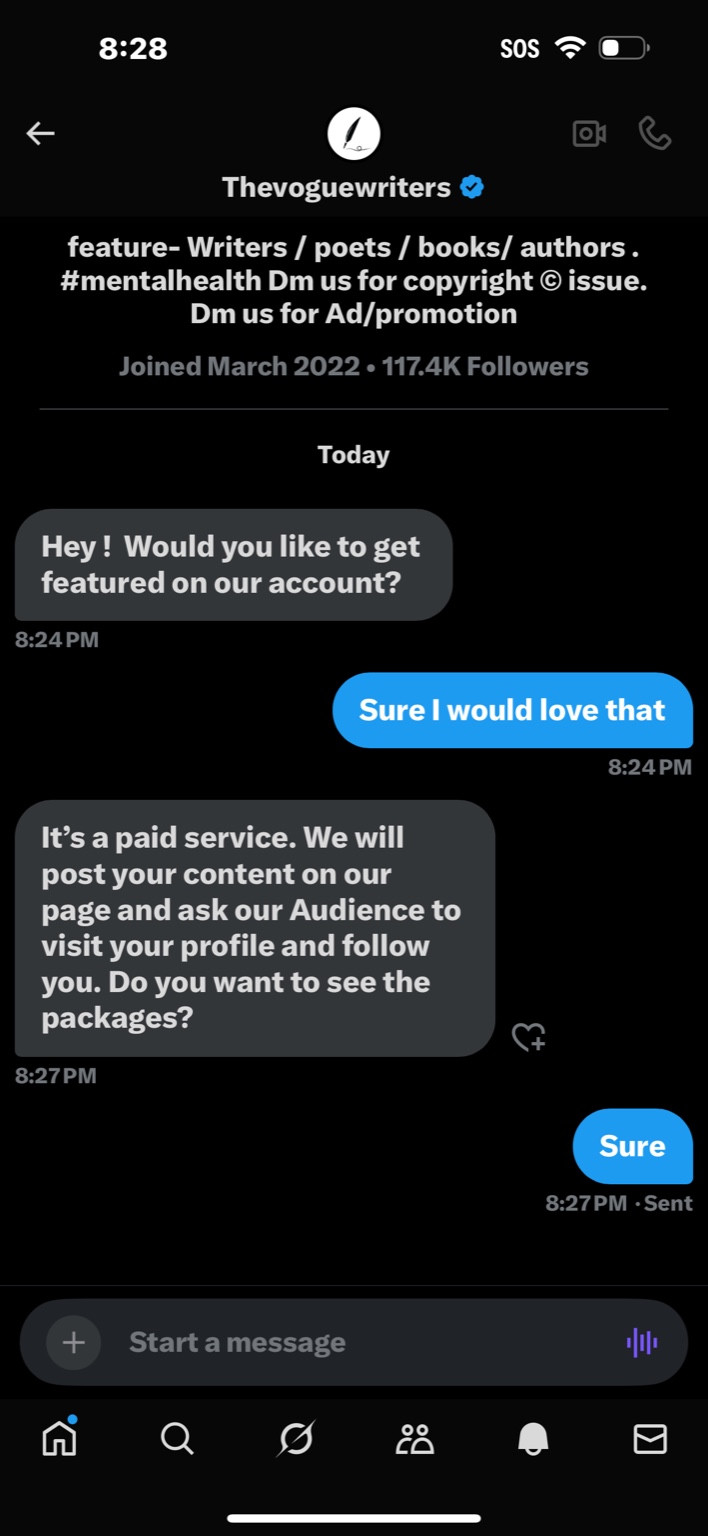 8:28
SOS
Thevoguewriters
feature- Writers / poets / books/ authors .
#mentalhealth Dm us for copyright © issue.
Dm us for Ad/promotion
Joined March 2022 • 117.4K Followers
Today
Hey ! Would you like to get
featured on our account?
8:24 PM
Sure I would love that
8:24 PM
It’s a paid service. We will
post your content on our
page and ask our Audience to
visit your profile and follow
you. Do you want to see the
packages?
8:27 PM
Sure
8:27 PM · Sent
Start a message